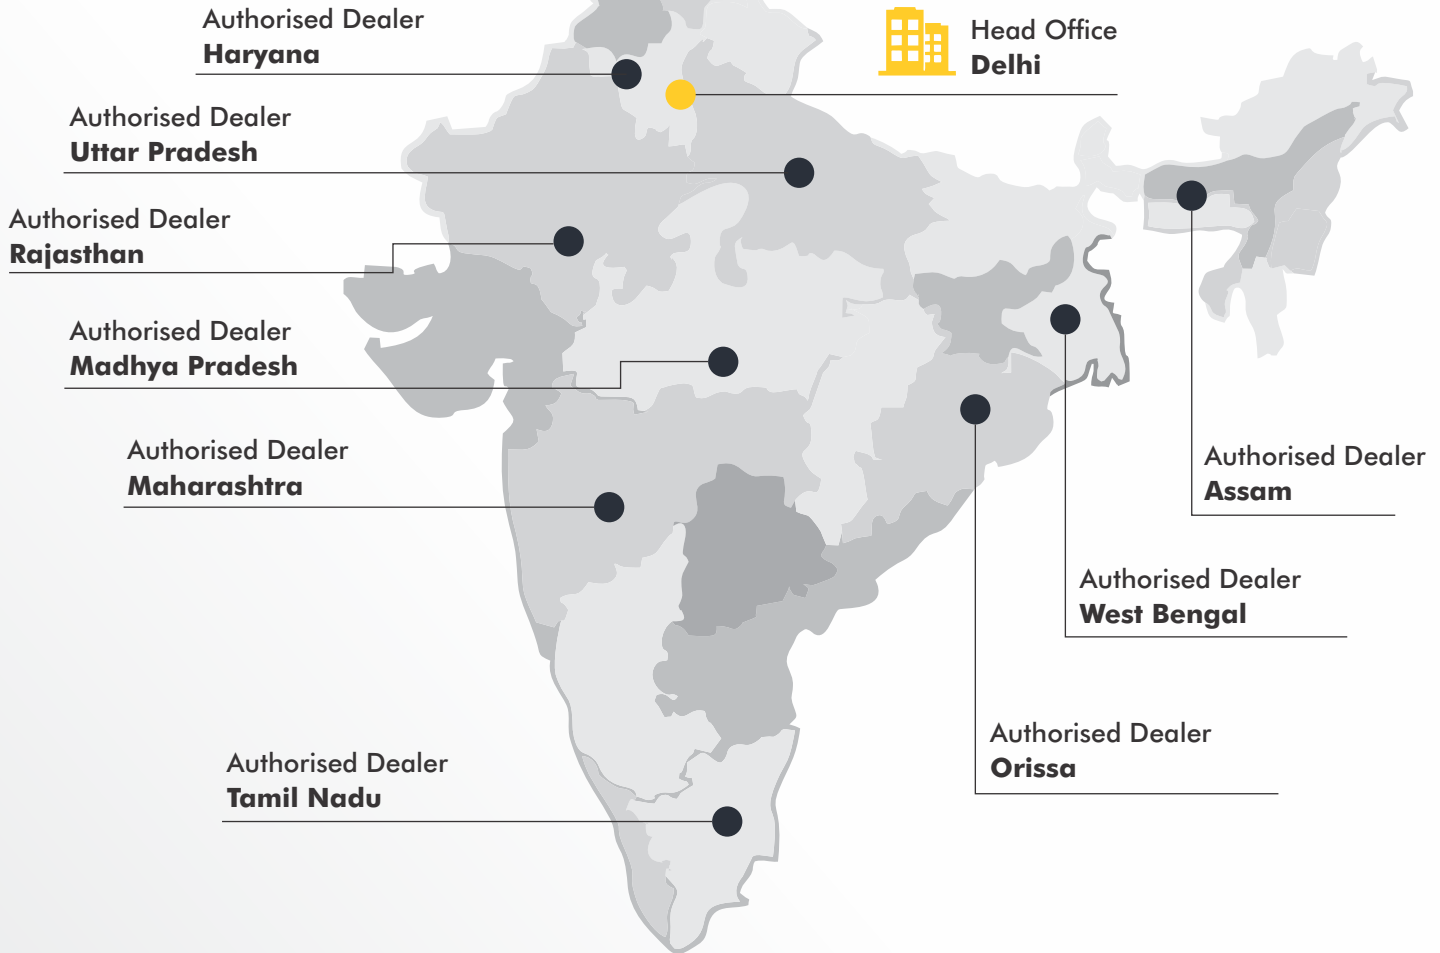 Authorised Dealer
Haryana
Head Office
Delhi
Authorised Dealer
Uttar Pradesh
Authorised Dealer
Rajasthan
Authorised Dealer
Madhya Pradesh
Authorised Dealer
Maharashtra
Authorised Dealer
Assam
Authorised Dealer
West Bengal
Authorised Dealer
Orissa
Authorised Dealer
Tamil Nadu